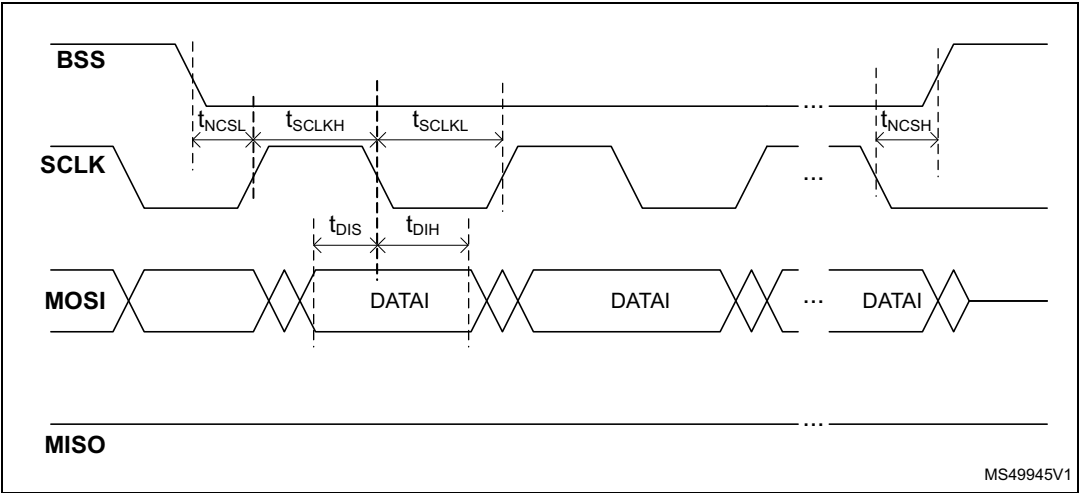 BSS
tNCSL tSCLKH tSCLKL ... tNCSH
SCLK ...
tDIS tDIH
MOSI DATAI DATAI ... DATAI
...
MISO
MS49945V1